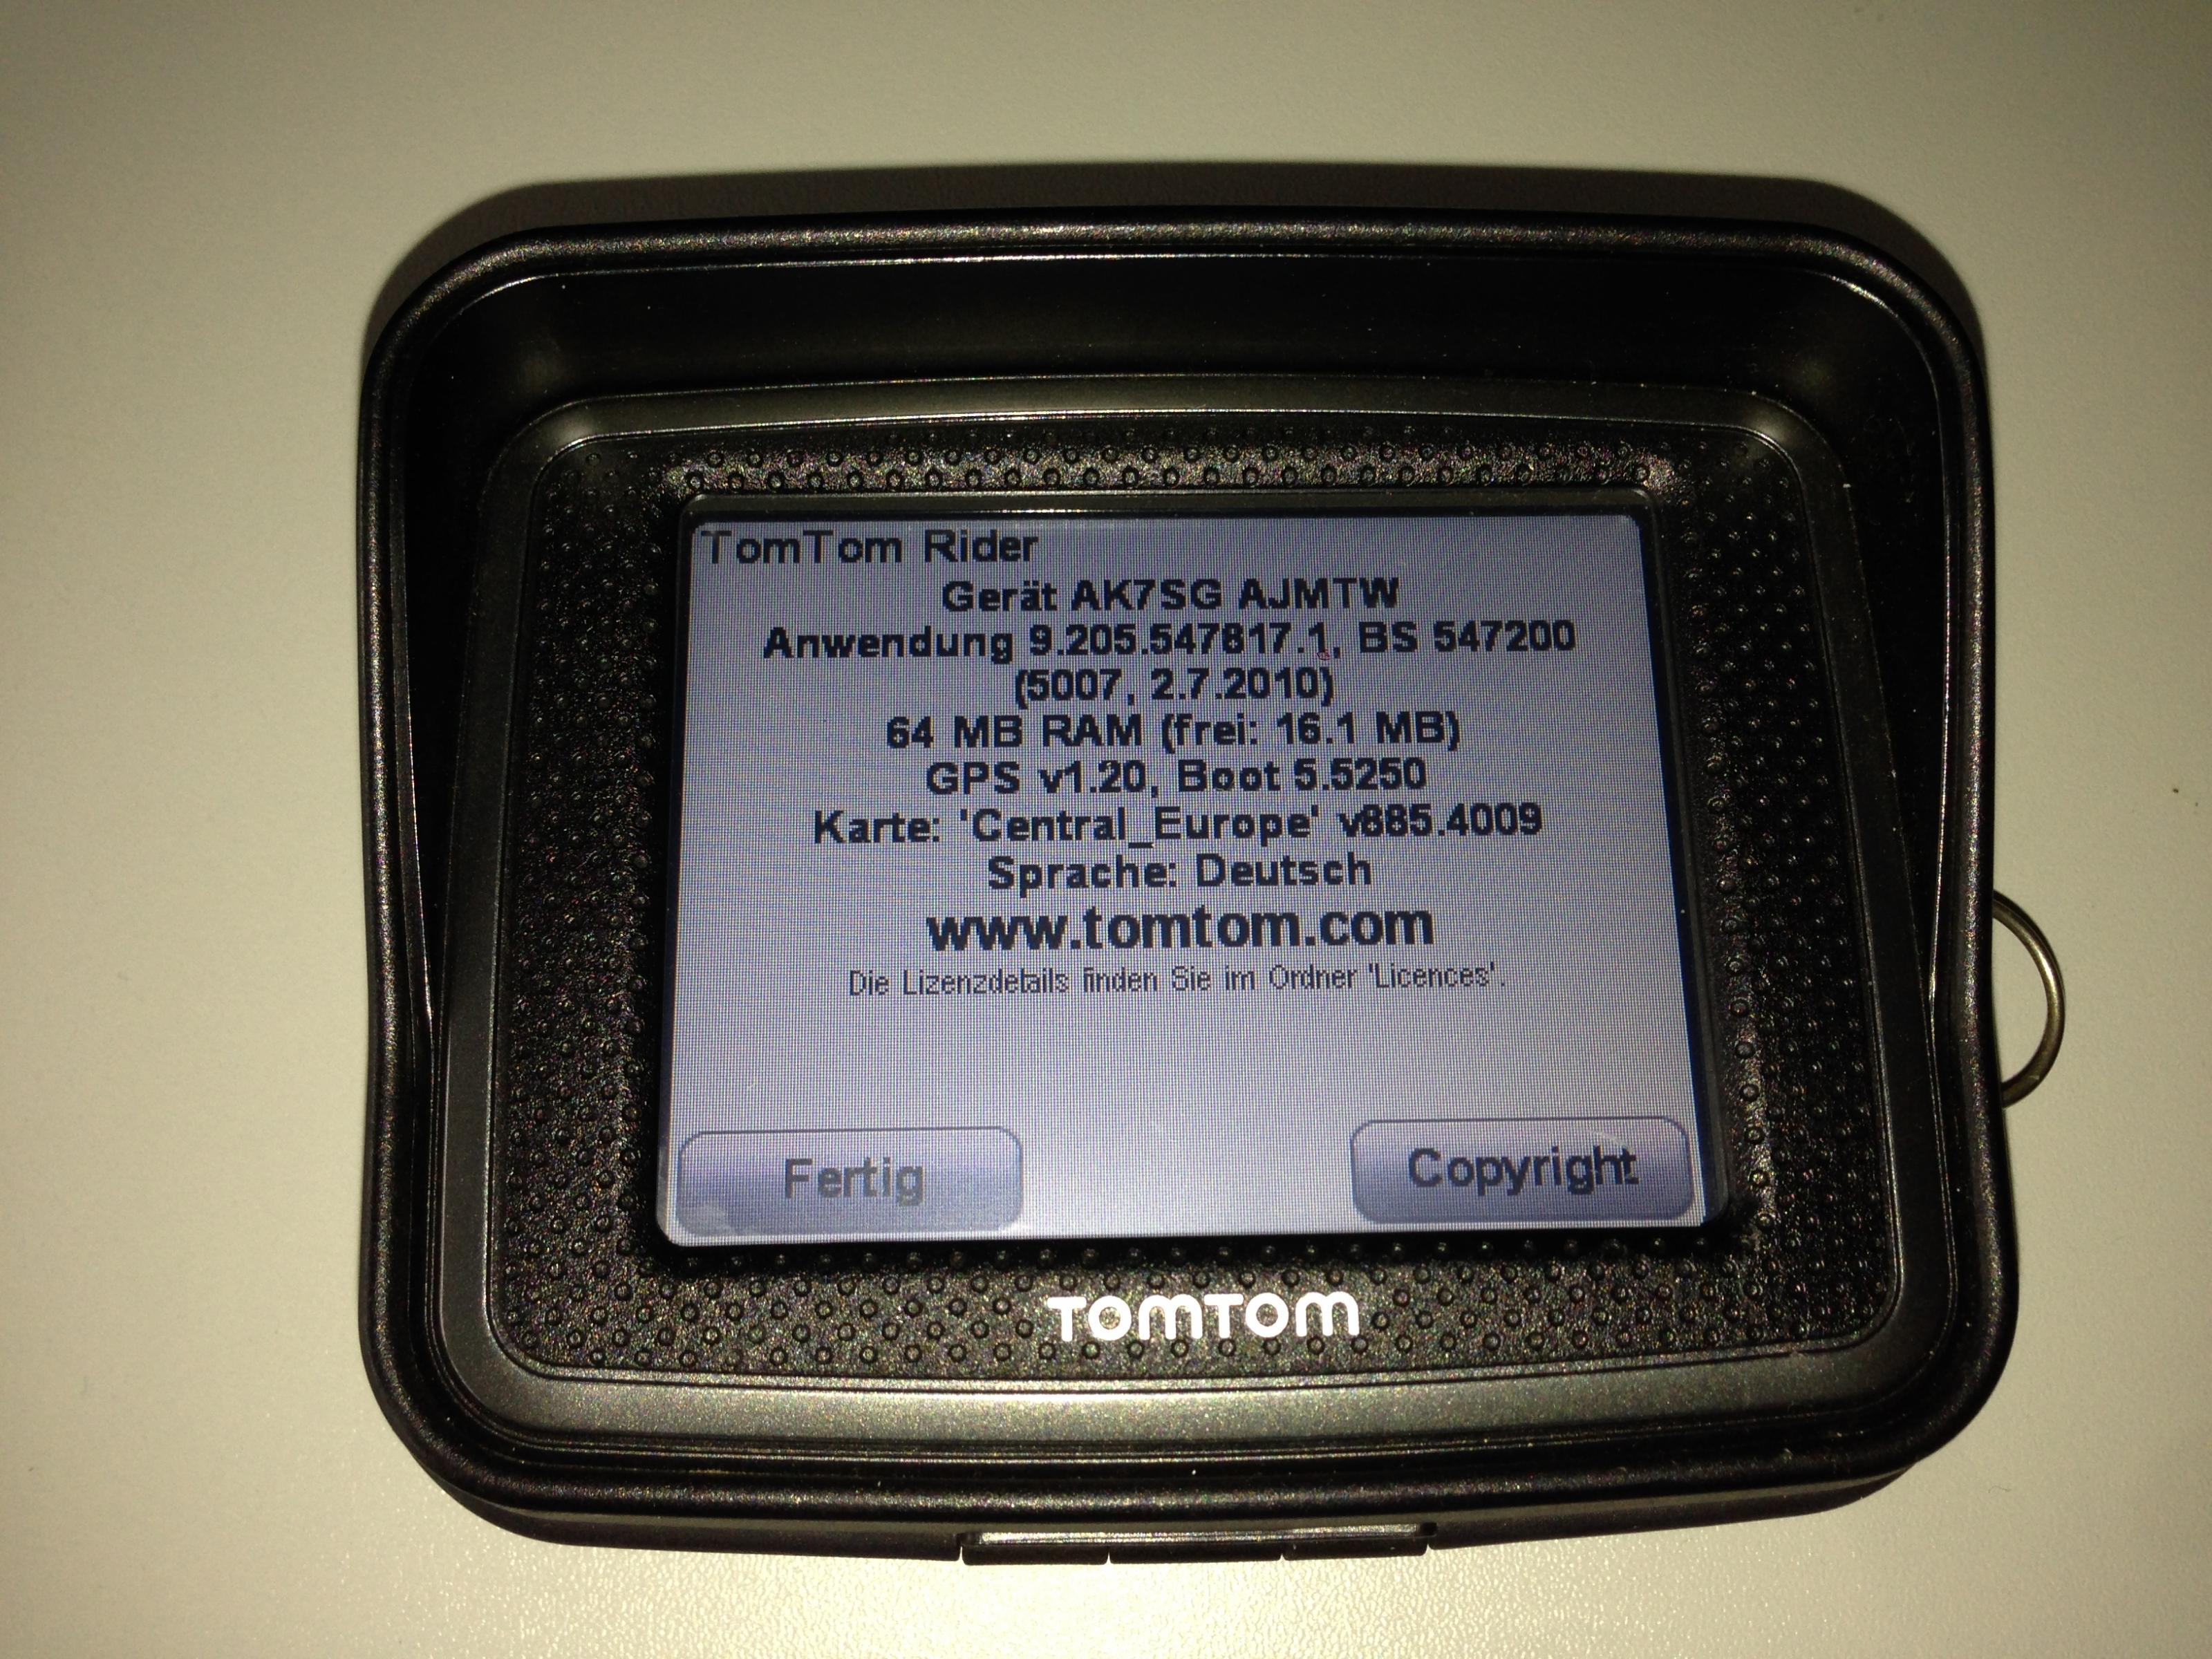 TomTom Rider
Gerät AK7SG AJMTW
Anwendung 9.205.547817.1, BS 547200
(5007, 2.7.2010)
64 MB RAM (frei: 16.1 MB)
GPS v1.20, Boot 5.5250
Karte: 'Central_Europe' v885.4009
Sprache: Deutsch
www.tomtom.com
Die Lizenzdetails finden Sie im Ordner 'Licences'.
Fertig
Copyright
TOMTOM